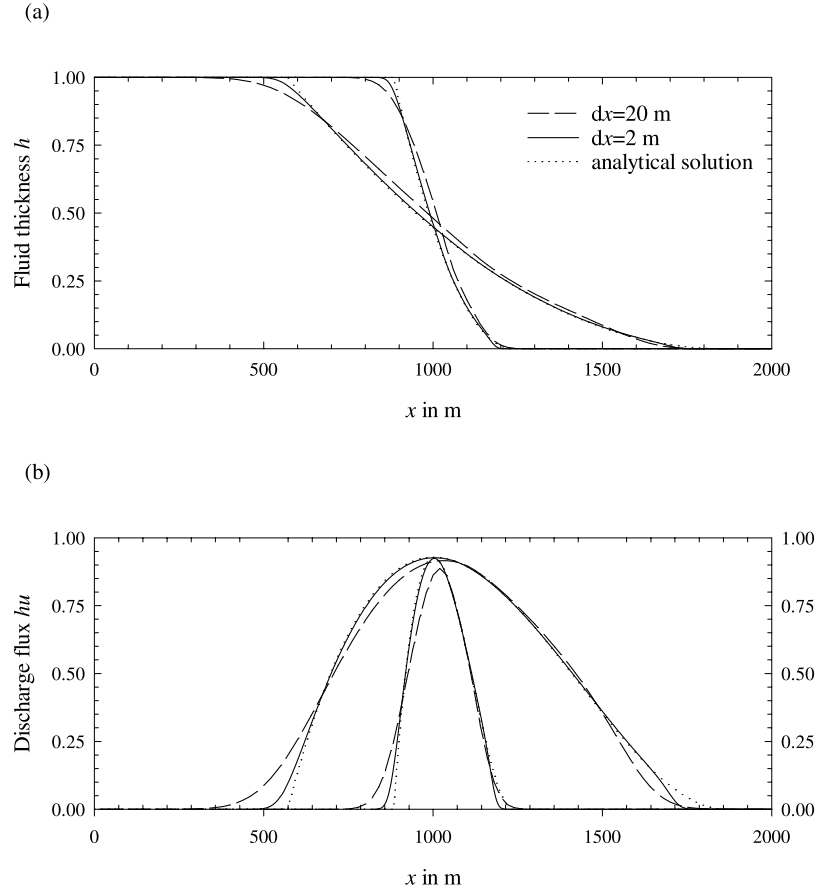 (a)
1.00
0.75
0.50
0.25
0.00
Fluid thickness h
dx=20 m
dx=2 m
analytical solution
0 500 1000 1500 2000
x in m
(b)
1.00 1.00
0.75 0.75
0.50 0.50
0.25 0.25
0.00 0.00
Discharge flux hu
0 500 1000 1500 2000
x in m